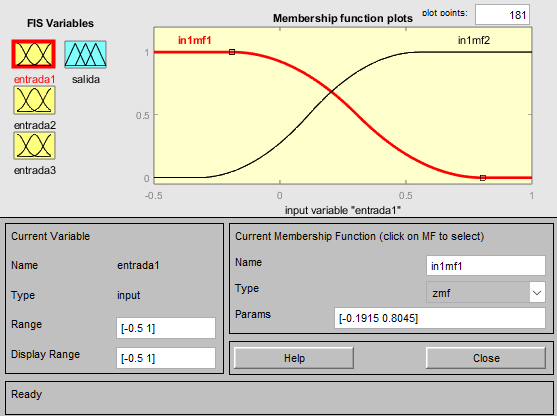 FIS Variables
entrada1
salida
entrada2
entrada3
Membership function plots
plot points:
181
in1mf1
in1mf2
1
0.5
0
-0.5
0
0.5
1
input variable "entrada1"
Current Variable
Name
entrada1
Type
input
Range
[-0.5 1]
Display Range
[-0.5 1]
Current Membership Function (click on MF to select)
Name
in1mf1
Type
zmf
Params
[-0.1915 0.8045]
Help
Close
Ready